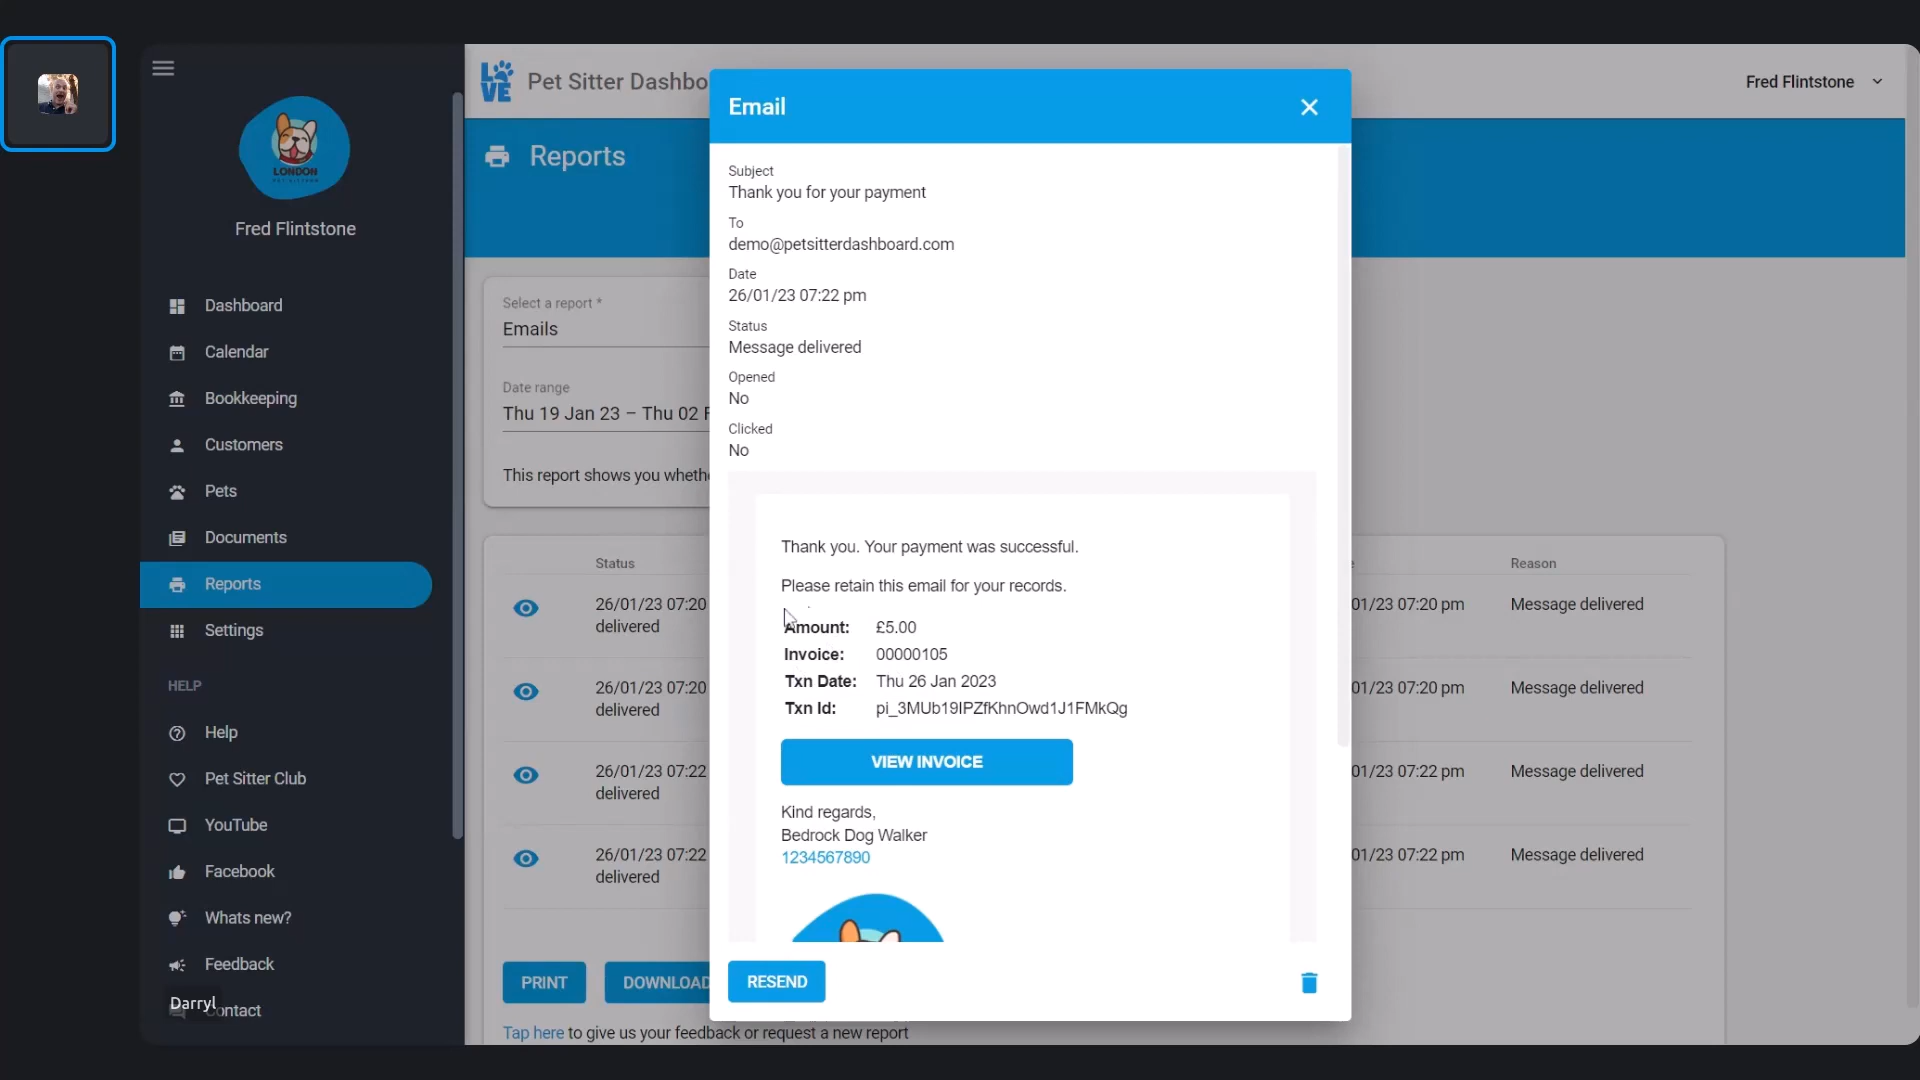 LOVE
Pet Sitter Dashbo
Fred Flintstone
LONDON
Fred Flintstone
Dashboard
Calendar
Bookkeeping
Customers
Pets
Documents
Reports
Settings
HELP
Help
Pet Sitter Club
YouTube
Facebook
Whats new?
Feedback
Darryl
ontact
Reports
Select a report *
Emails
Date range
Thu 19 Jan 23 – Thu 02 F
This report shows you wheth
Status
Reason
26/01/23 07:20
delivered
01/23 07:20 pm
Message delivered
26/01/23 07:20
delivered
01/23 07:20 pm
Message delivered
26/01/23 07:22
delivered
01/23 07:22 pm
Message delivered
26/01/23 07:22
delivered
01/23 07:22 pm
Message delivered
PRINT
DOWNLOAD
Tap here to give us your feedback or request a new report
Email
Subject
Thank you for your payment
To
demo@petsitterdashboard.com
Date
26/01/23 07:22 pm
Status
Message delivered
Opened
No
Clicked
No
Thank you. Your payment was successful.
Please retain this email for your records.
Amount: £5.00
Invoice: 00000105
Txn Date: Thu 26 Jan 2023
Txn Id: pi_3MUb19IPZfKhnOwd1J1FMkQg
VIEW INVOICE
Kind regards,
Bedrock Dog Walker
1234567890
RESEND